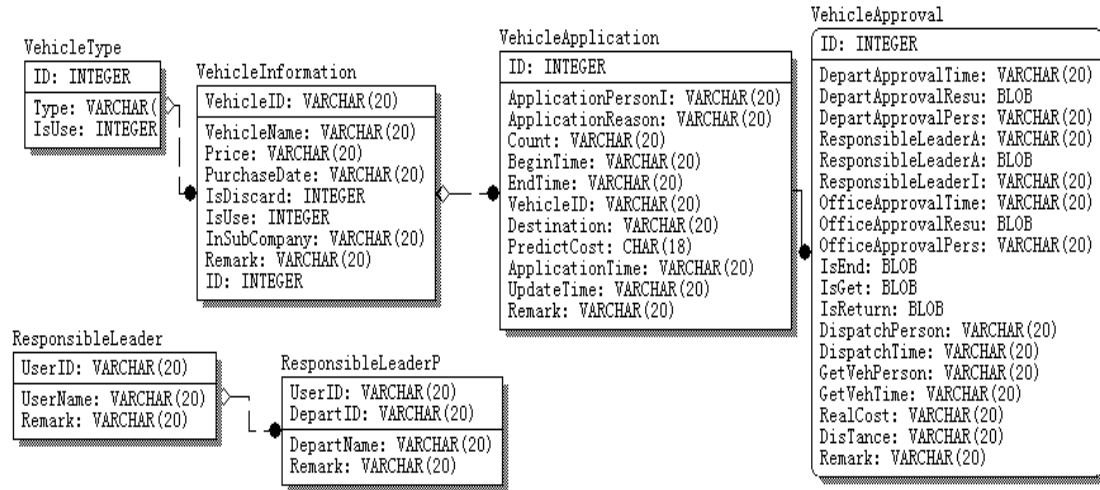 VehicleType
ID: INTEGER
Type: VARCHAR(
IsUse: INTEGER
VehicleInformation
VehicleID: VARCHAR(20)
VehicleName: VARCHAR(20)
Price: VARCHAR(20)
PurchaseDate: VARCHAR(20)
IsDiscard: INTEGER
IsUse: INTEGER
InSubCompany: VARCHAR(20)
Remark: VARCHAR(20)
ID: INTEGER
VehicleApplication
ID: INTEGER
ApplicationPersonI: VARCHAR(20)
ApplicationReason: VARCHAR(20)
Count: VARCHAR(20)
BeginTime: VARCHAR(20)
EndTime: VARCHAR(20)
VehicleID: VARCHAR(20)
Destination: VARCHAR(20)
PredictCost: CHAR(18)
ApplicationTime: VARCHAR(20)
UpdateTime: VARCHAR(20)
Remark: VARCHAR(20)
VehicleApproval
ID: INTEGER
DepartApprovalTime: VARCHAR(20)
DepartApprovalResu: BLOB
DepartApprovalPers: VARCHAR(20)
ResponsibleLeaderA: VARCHAR(20)
ResponsibleLeaderA: BLOB
ResponsibleLeaderI: VARCHAR(20)
OfficeApprovalTime: VARCHAR(20)
OfficeApprovalResu: BLOB
OfficeApprovalPers: VARCHAR(20)
IsEnd: BLOB
IsGet: BLOB
IsReturn: BLOB
DispatchPerson: VARCHAR(20)
DispatchTime: VARCHAR(20)
GetVehPerson: VARCHAR(20)
GetVehTime: VARCHAR(20)
RealCost: VARCHAR(20)
DisTance: VARCHAR(20)
Remark: VARCHAR(20)
ResponsibleLeader
UserID: VARCHAR(20)
UserName: VARCHAR(20)
Remark: VARCHAR(20)
ResponsibleLeaderP
UserID: VARCHAR(20)
DepartID: VARCHAR(20)
DepartName: VARCHAR(20)
Remark: VARCHAR(20)